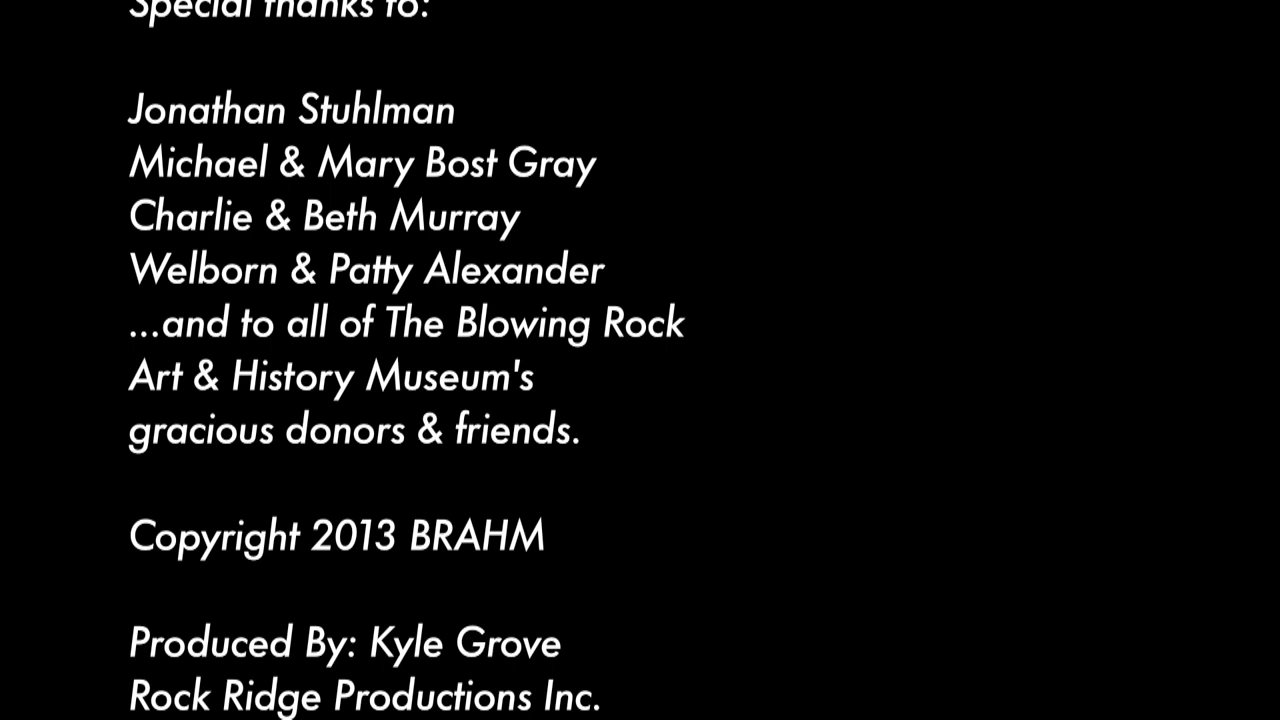 Special thanks to:
Jonathan Stuhlman
Michael & Mary Bost Gray
Charlie & Beth Murray
Welborn & Patty Alexander
...and to all of The Blowing Rock
Art & History Museum's
gracious donors & friends.
Copyright 2013 BRAHM
Produced By: Kyle Grove
Rock Ridge Productions Inc.